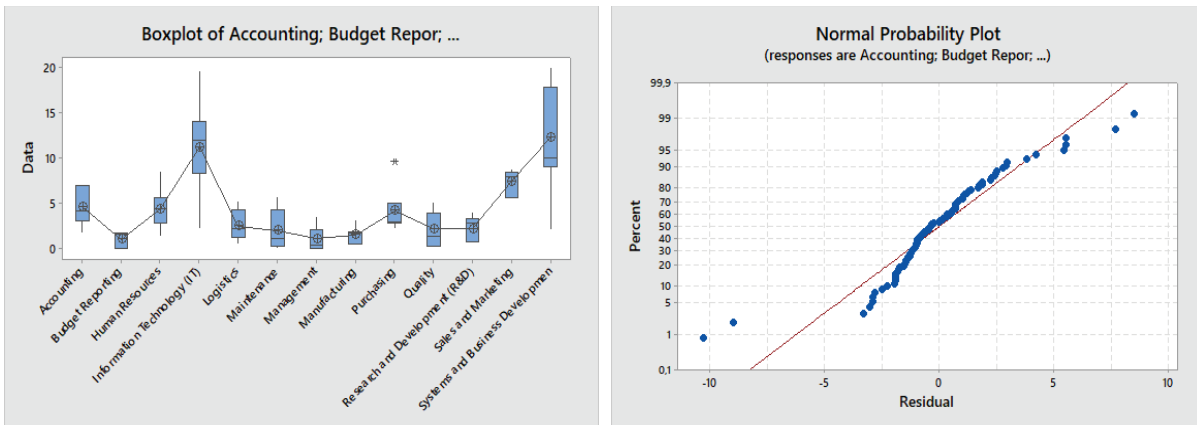 Boxplot of Accounting; Budget Repor; ...
20
15
10
5
0
Data
Accounting
Budget Reporting
Human Resources
Information Technology (IT)
Logistics
Maintenance
Management
Manufactuing
Purchasing
Quality
Research and Development (R&D)
Sales and Marketing
Systems and Business Developmen
Normal Probability Plot
(responses are Accounting; Budget Repor; ...)
99,9
99
95
90
80
70
60
50
40
30
20
10
5
1
0,1
Percent
-10
-5
0
5
10
Residual